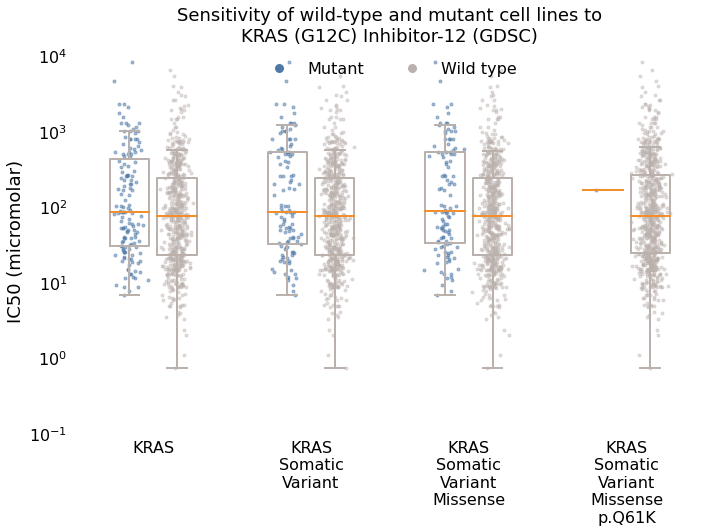 Sensitivity of wild-type and mutant cell lines to
KRAS (G12C) Inhibitor-12 (GDSC)
Mutant
Wild type
IC50 (micromolar)
10⁴
10³
10²
10¹
10⁰
10⁻¹
KRAS
KRAS
Somatic
Variant
KRAS
Somatic
Variant
Missense
KRAS
Somatic
Variant
Missense
p.Q61K